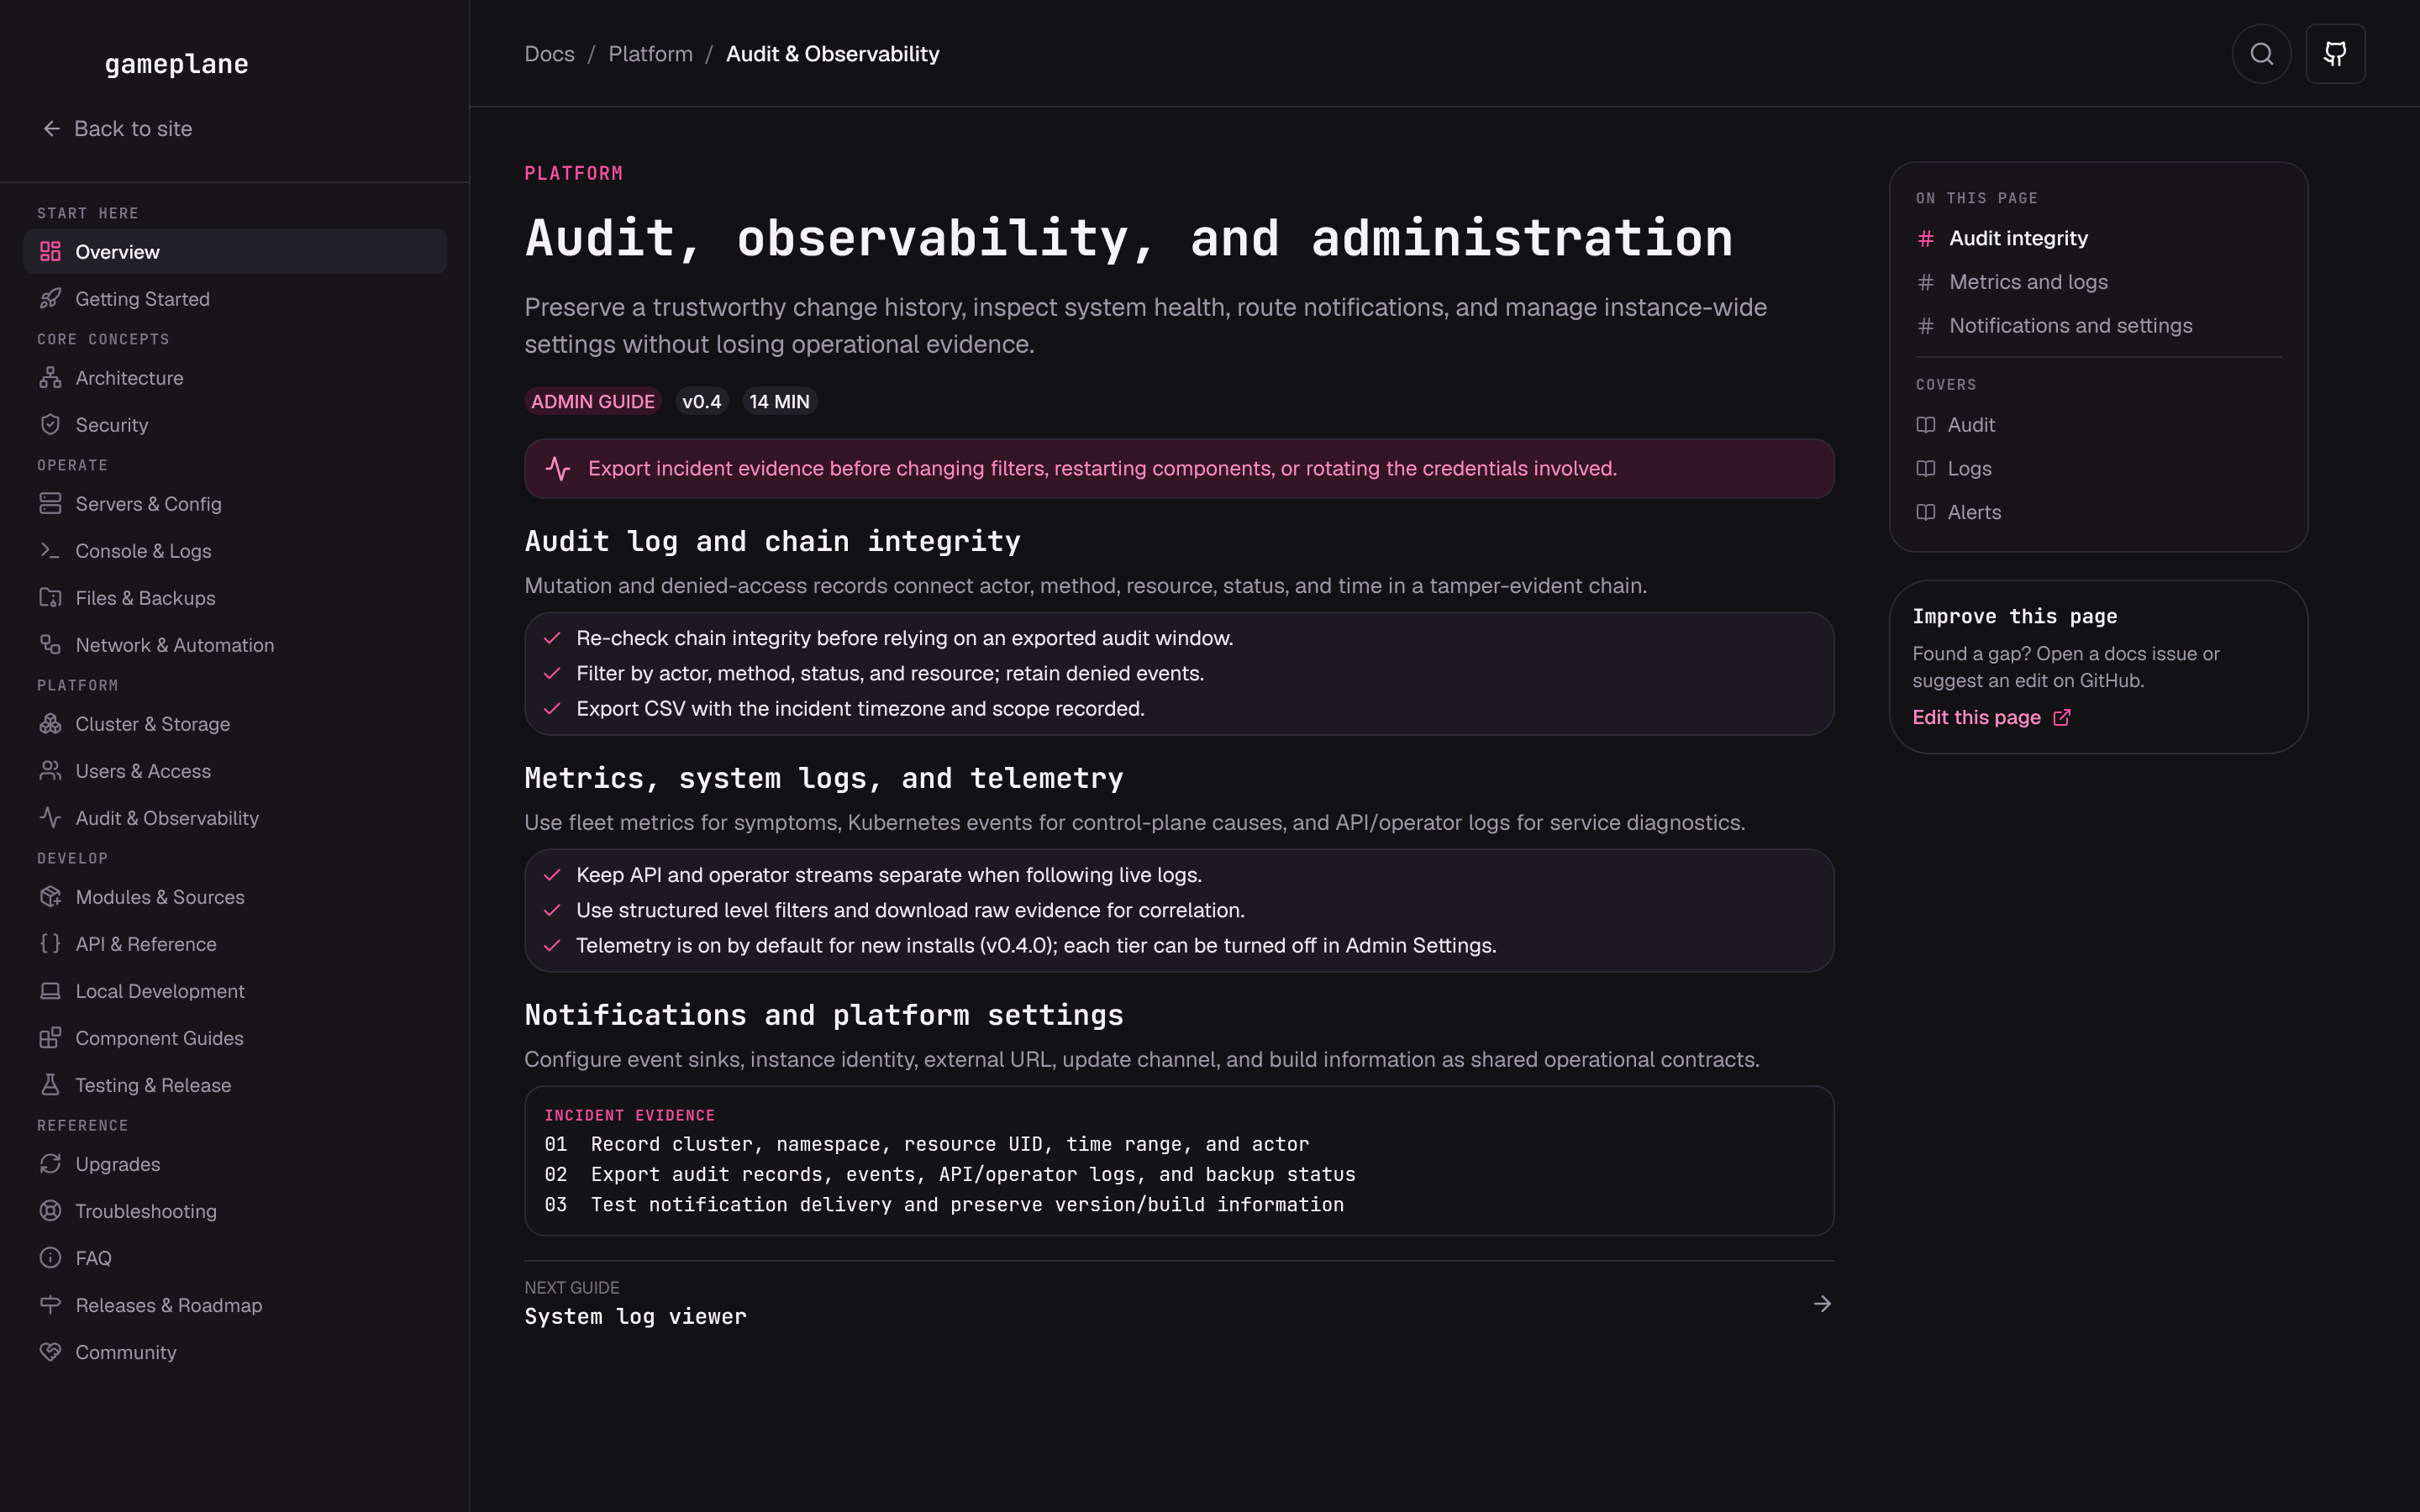 gameplane
Back to site
START HERE
Overview
Getting Started
CORE CONCEPTS
Architecture
Security
OPERATE
Servers & Config
Console & Logs
Files & Backups
Network & Automation
PLATFORM
Cluster & Storage
Users & Access
Audit & Observability
DEVELOP
Modules & Sources
API & Reference
Local Development
Component Guides
Testing & Release
REFERENCE
Upgrades
Troubleshooting
FAQ
Releases & Roadmap
Community
Docs / Platform / Audit & Observability
PLATFORM
Audit, observability, and administration
Preserve a trustworthy change history, inspect system health, route notifications, and manage instance-wide
settings without losing operational evidence.
ADMIN GUIDE v0.4 14 MIN
Export incident evidence before changing filters, restarting components, or rotating the credentials involved.
Audit log and chain integrity
Mutation and denied-access records connect actor, method, resource, status, and time in a tamper-evident chain.
Re-check chain integrity before relying on an exported audit window.
Filter by actor, method, status, and resource; retain denied events.
Export CSV with the incident timezone and scope recorded.
Metrics, system logs, and telemetry
Use fleet metrics for symptoms, Kubernetes events for control-plane causes, and API/operator logs for service diagnostics.
Keep API and operator streams separate when following live logs.
Use structured level filters and download raw evidence for correlation.
Telemetry is on by default for new installs (v0.4.0); each tier can be turned off in Admin Settings.
Notifications and platform settings
Configure event sinks, instance identity, external URL, update channel, and build information as shared operational contracts.
INCIDENT EVIDENCE
01 Record cluster, namespace, resource UID, time range, and actor
02 Export audit records, events, API/operator logs, and backup status
03 Test notification delivery and preserve version/build information
NEXT GUIDE
System log viewer
ON THIS PAGE
# Audit integrity
# Metrics and logs
# Notifications and settings
COVERS
Audit
Logs
Alerts
Improve this page
Found a gap? Open a docs issue or
suggest an edit on GitHub.
Edit this page